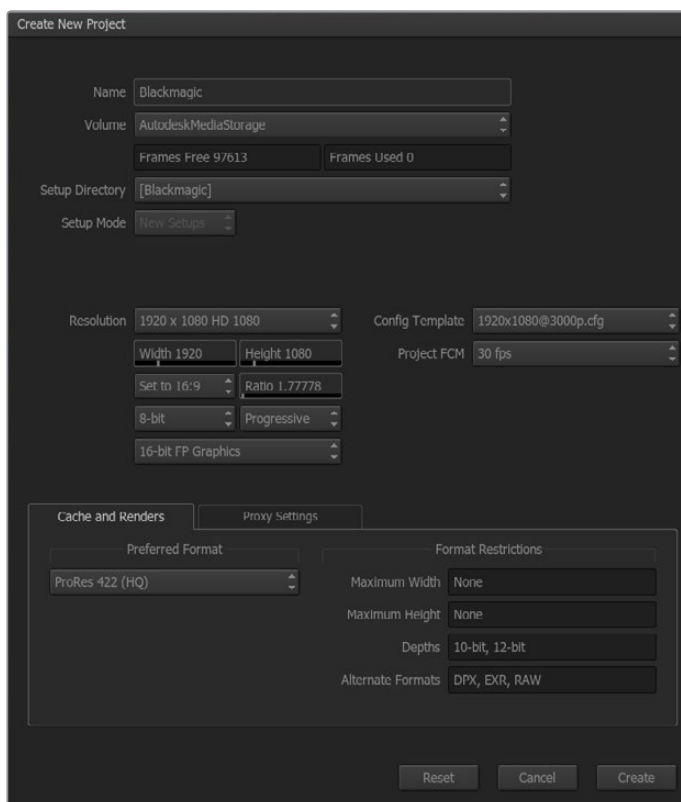 Create New Project
Name Blackmagic
Volume AutodeskMediaStorage
Frames Free 97613 Frames Used 0
Setup Directory [Blackmagic]
Setup Mode New Setups
Resolution 1920 x 1080 HD 1080 Config Template 1920x1080@3000p.cfg
Width 1920 Height 1080 Project FCM 30 fps
Set to 16:9 Ratio 1.77778
8-bit Progressive
16-bit FP Graphics
Cache and Renders Proxy Settings
Preferred Format Format Restrictions
ProRes 422 (HQ) Maximum Width None
Maximum Height None
Depths 10-bit, 12-bit
Alternate Formats DPX, EXR, RAW
Reset Cancel Create